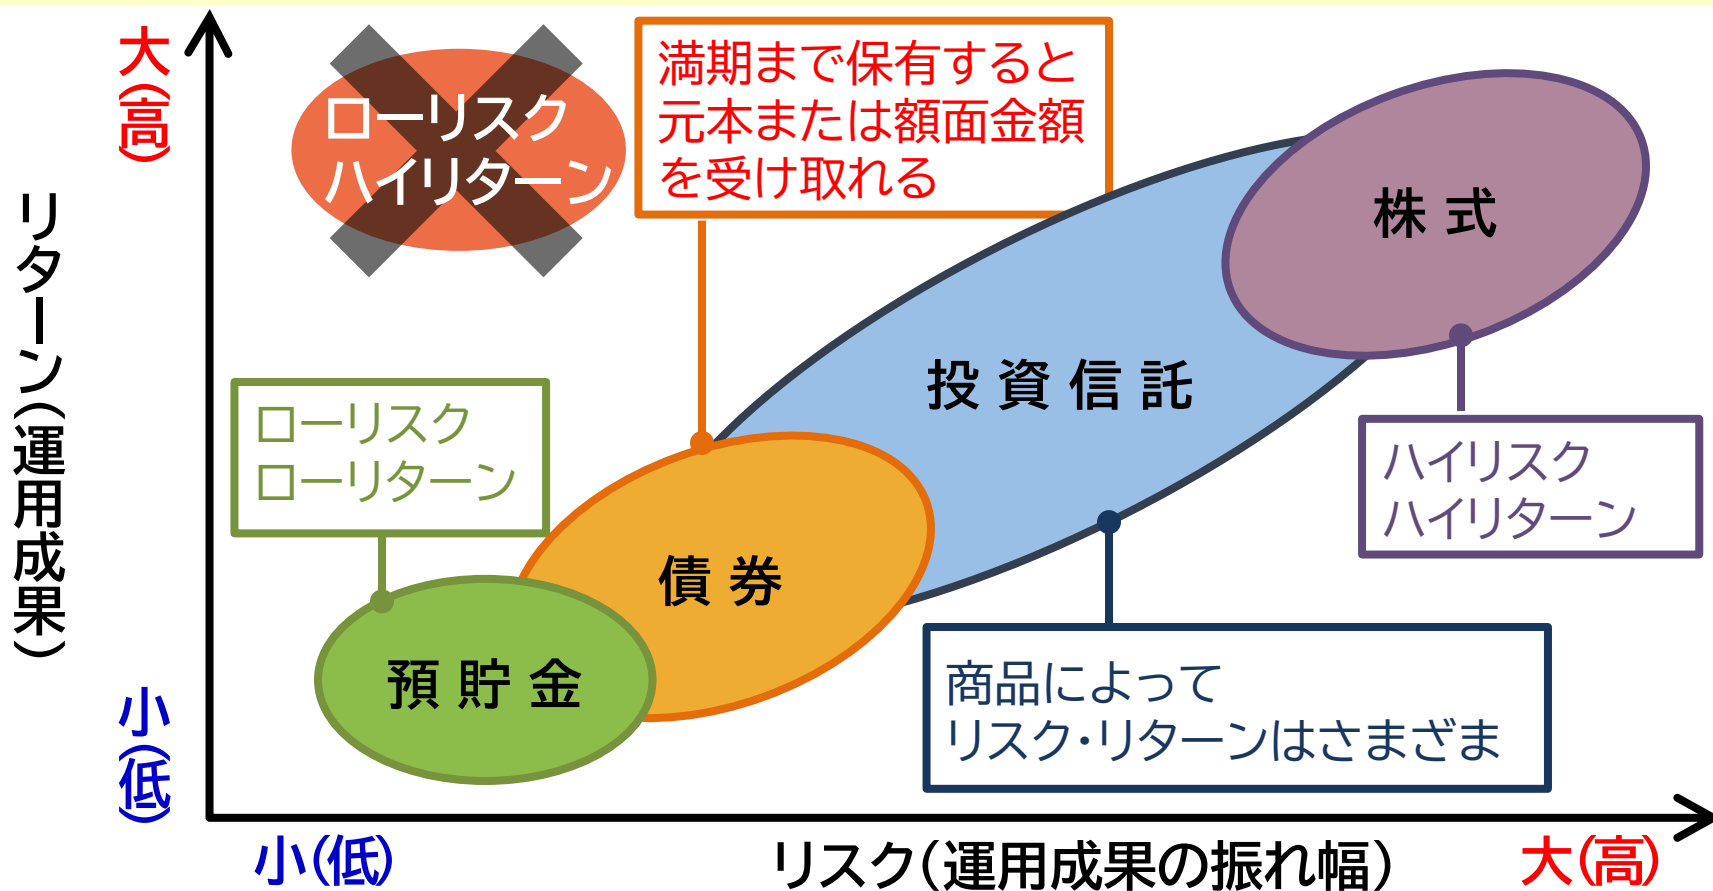 大(高)
ローリスク
ハイリターン
満期まで保有すると
元本または額面金額
を受け取れる
株式
リターン(運用成果)
投資信託
ローリスク
ローリターン
ハイリスク
ハイリターン
債券
預貯金
商品によって
リスク・リターンはさまざま
小(低)
小(低)
リスク(運用成果の振れ幅)
大(高)